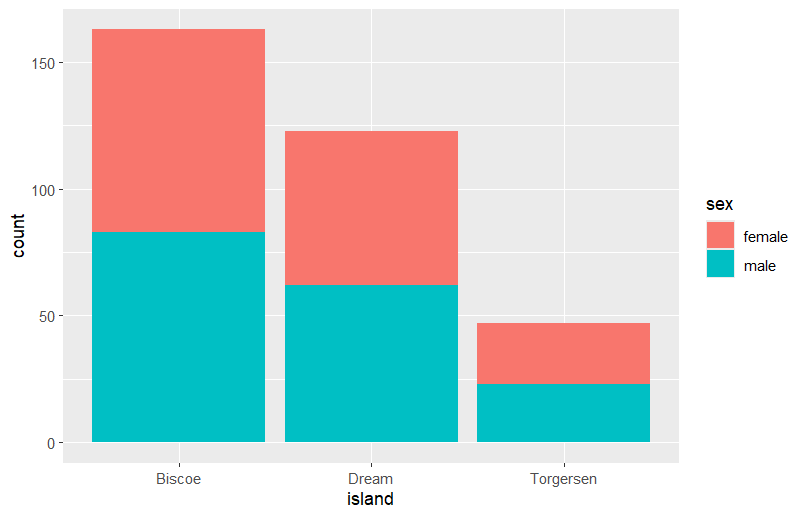 150
100
50
0
count
Biscoe
Dream
Torgersen
island
sex
female
male